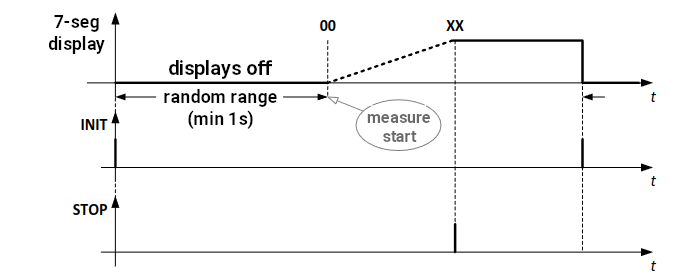 7-seg
display
00
XX
displays off
random range
(min 1s)
t
measure
start
INIT
t
STOP
t